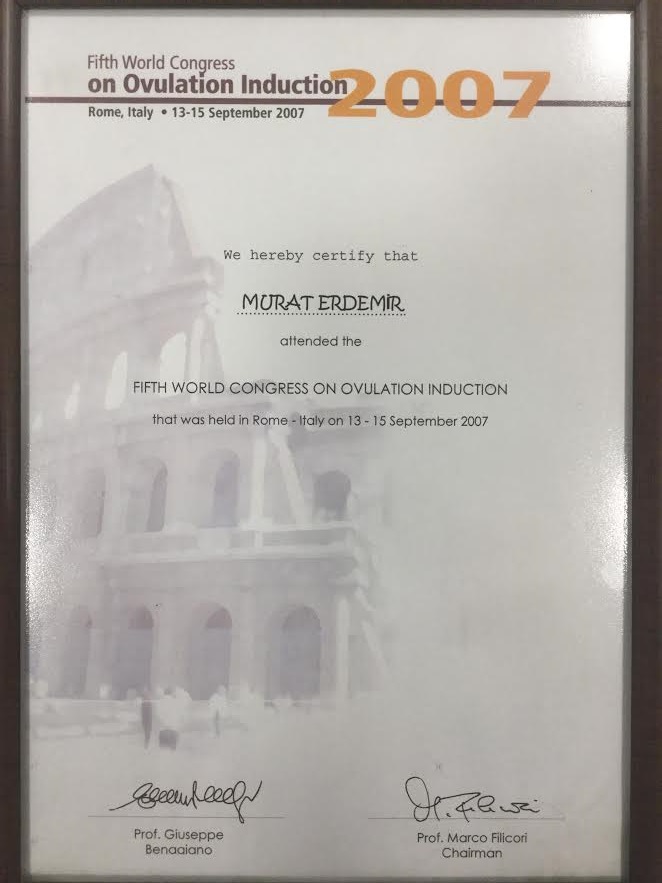 Fifth World Congress
on Ovulation Induction
2007
Rome, Italy • 13-15 September 2007
We hereby certify that
MURAT ERDEMİR
attended the
FIFTH WORLD CONGRESS ON OVULATION INDUCTION
that was held in Rome - Italy on 13 - 15 September 2007
Prof. Giuseppe
Benagiano
Prof. Marco Filicori
Chairman